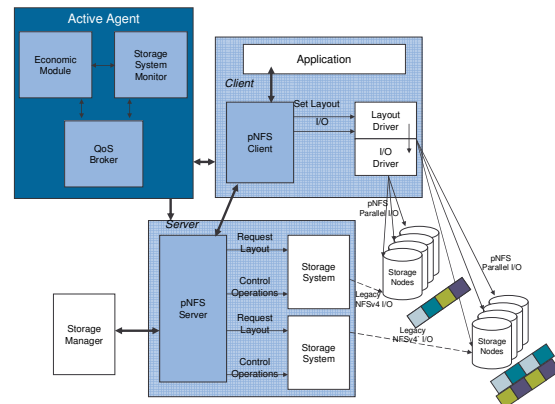 Active Agent
Economic
Module
Storage
System
Monitor
QoS
Broker
Application
Client
pNFS
Client
Set Layout
I/O
Layout
Driver
I/O
Driver
pNFS
Parallel I/O
pNFS
Parallel I/O
Server
Request
Layout
Control
Operations
Request
Layout
Control
Operations
pNFS
Server
Storage
System
Storage
System
Storage
Manager
Storage
Nodes
Legacy
NFSv4 I/O
Legacy
NFSv4 I/O
Storage
Nodes